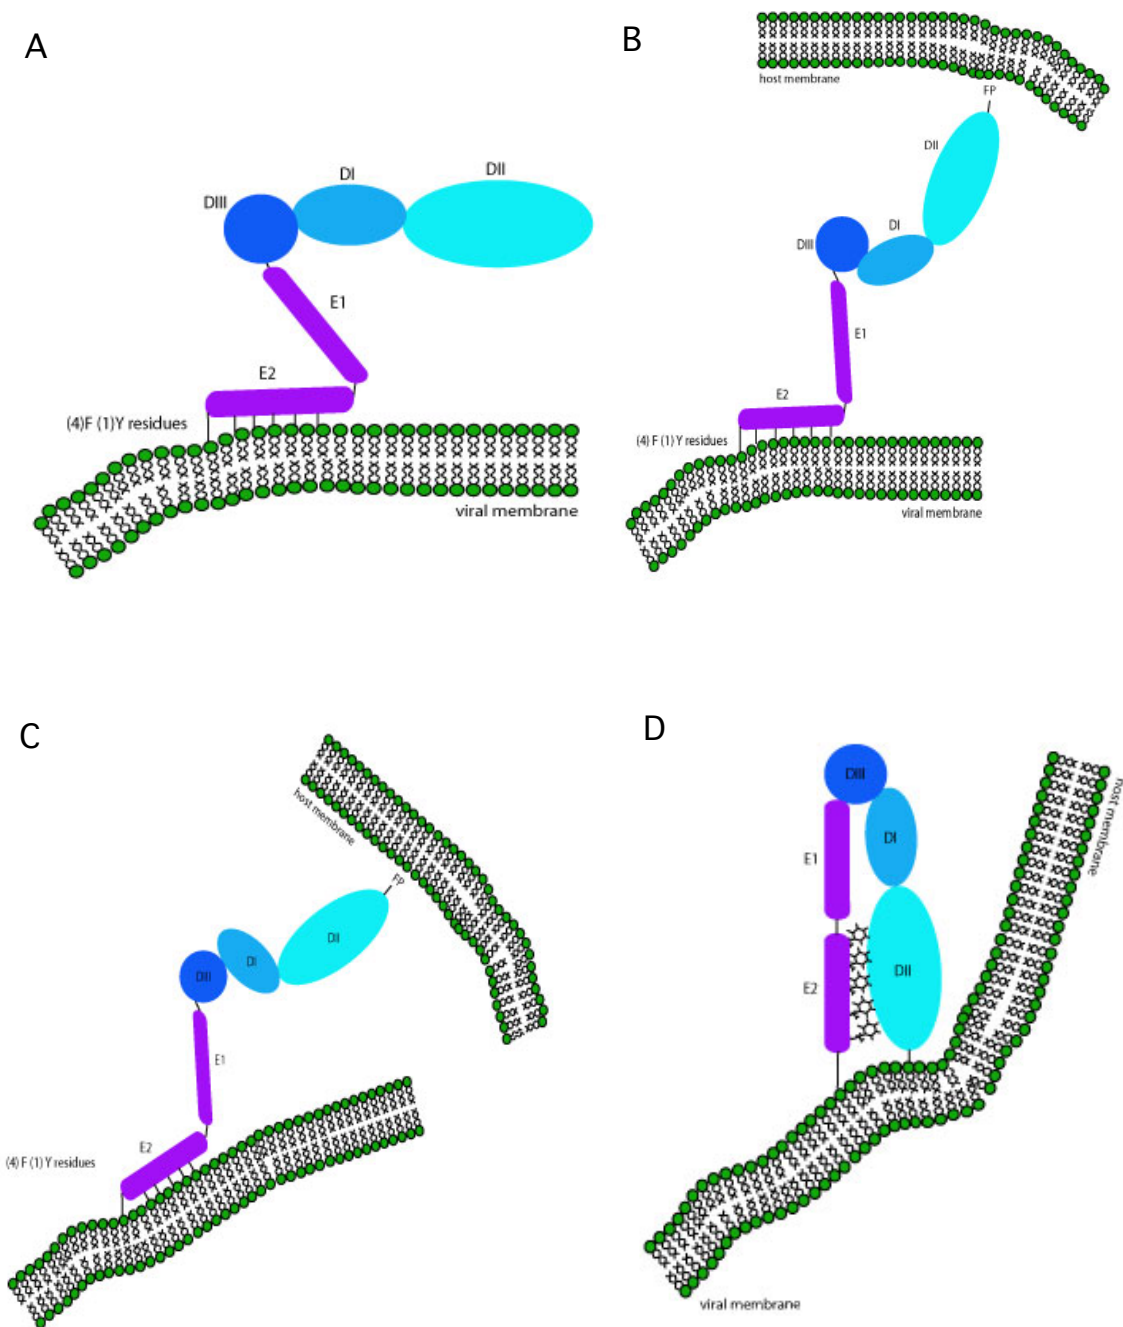 A
DIII
DI
DII
E1
E2
(4)F (1)Y residues
viral membrane
B
host membrane
FP
DII
DI
DIII
E1
E2
(4) F (1) Y residues
viral membrane
C
host membrane
FP
DII
DI
DIII
E1
E2
(4) F (1) Y residues
D
DIII
DI
E1
DII
E2
host membrane
viral membrane